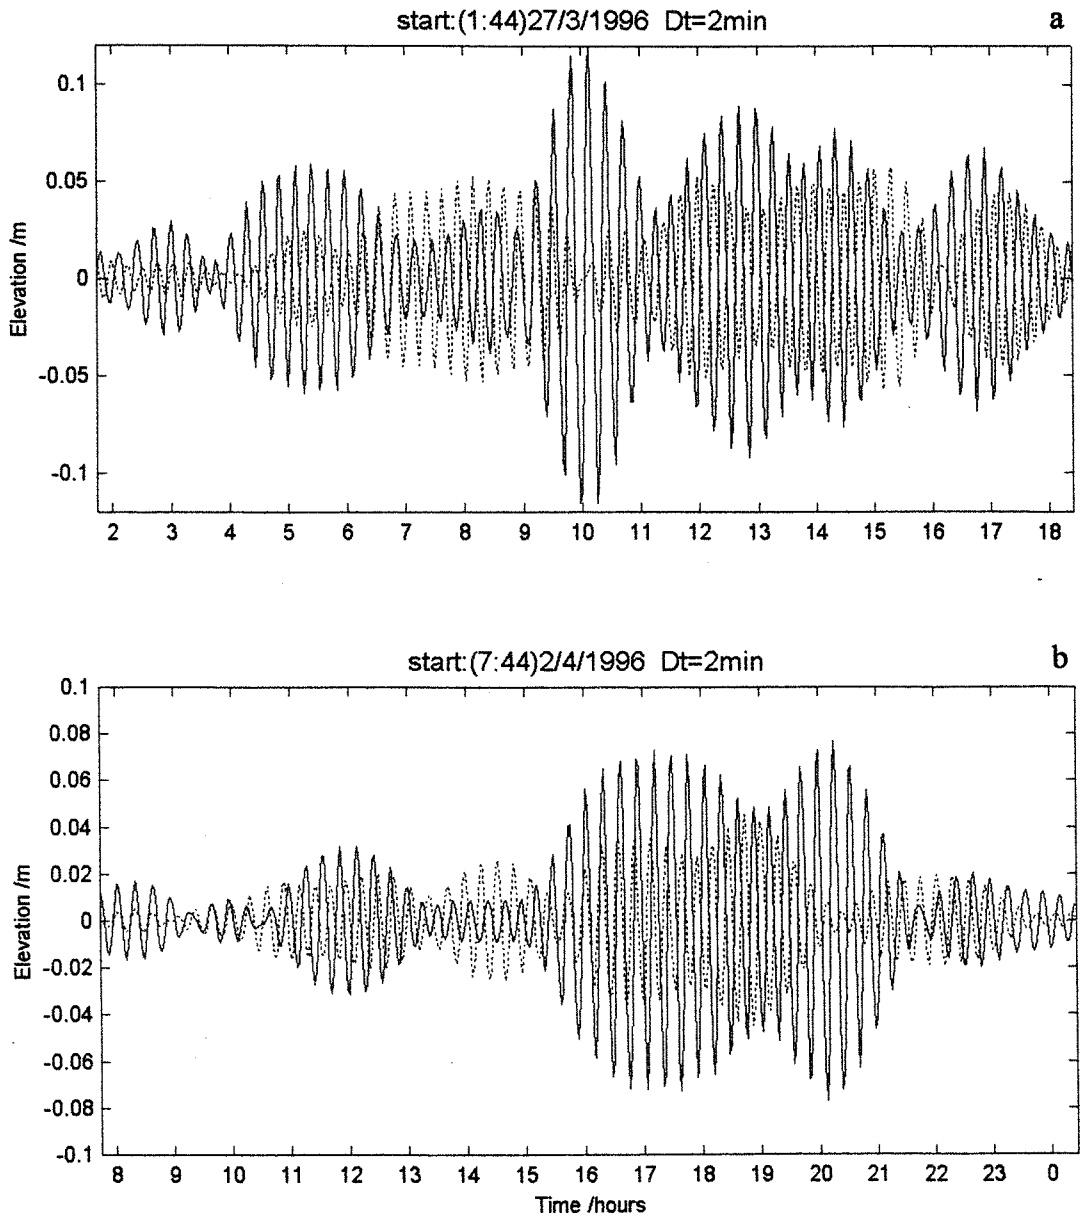 start:(1:44)27/3/1996 Dt=2min
a
0.1
0.05
0
-0.05
-0.1
Elevation /m
2 3 4 5 6 7 8 9 10 11 12 13 14 15 16 17 18
start:(7:44)2/4/1996 Dt=2min
b
0.1
0.08
0.06
0.04
0.02
0
-0.02
-0.04
-0.06
-0.08
-0.1
Elevation /m
8 9 10 11 12 13 14 15 16 17 18 19 20 21 22 23 0
Time /hours